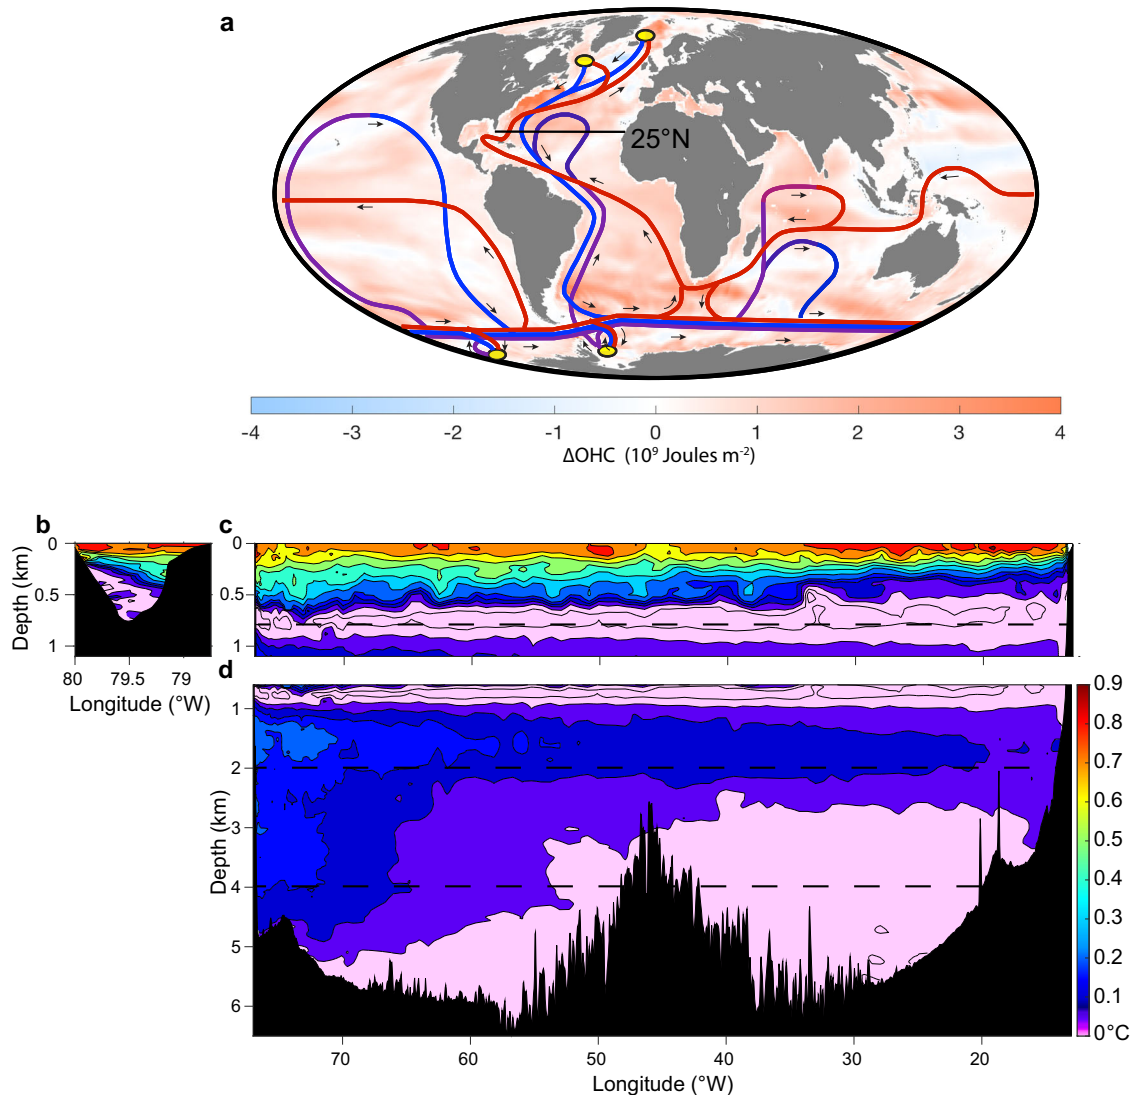 a
25°N
-4 -3 -2 -1 0 1 2 3 4
ΔOHC (10⁹ Joules m⁻²)
b
c
0
0.5
1
Depth (km)
80 79.5 79
Longitude (°W)
0
0.5
1
d
1
2
3
4
5
6
Depth (km)
70 60 50 40 30 20
Longitude (°W)
0.9
0.8
0.7
0.6
0.5
0.4
0.3
0.2
0.1
0°C